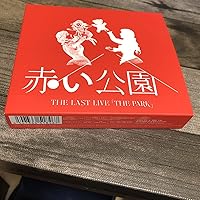 赤い公園
THE LAST LIVE「THE PARK」